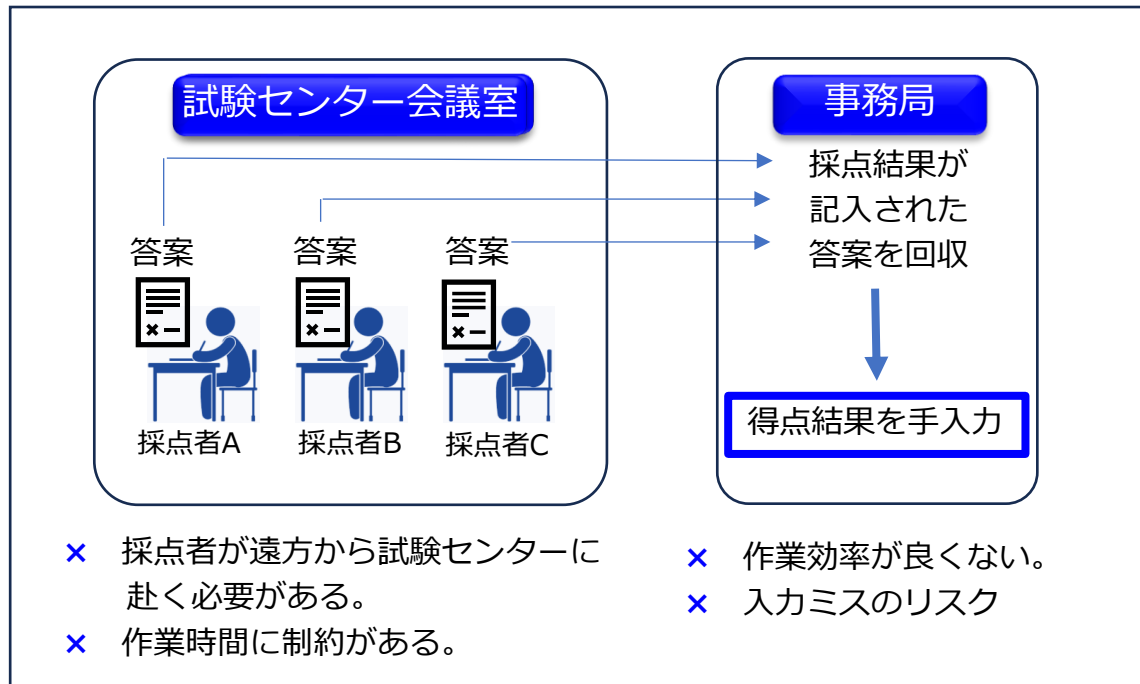 試験センター会議室
答案
答案
答案
採点者A
採点者B
採点者C
事務局
採点結果が
記入された
答案を回収
得点結果を手入力
× 採点者が遠方から試験センターに
赴く必要がある。
× 作業時間に制約がある。
× 作業効率が良くない。
× 入力ミスのリスク